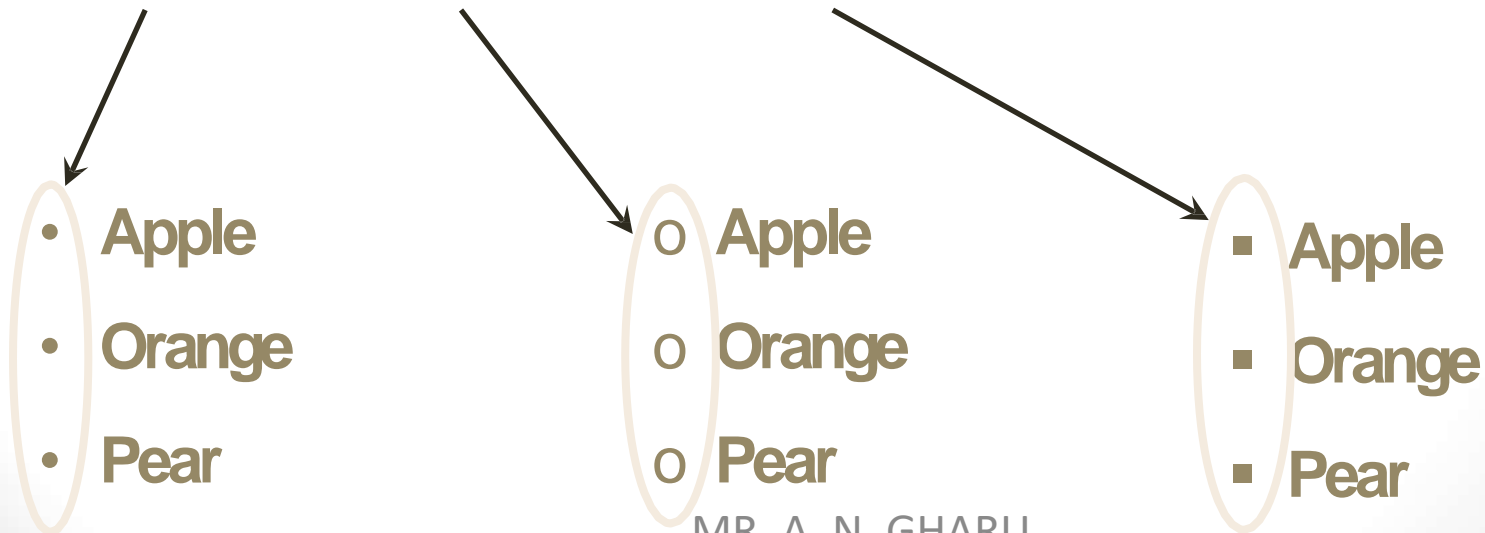 • Apple
• Orange
• Pear
o Apple
o Orange
o Pear
▪ Apple
▪ Orange
▪ Pear
MR. A. N. GHARU